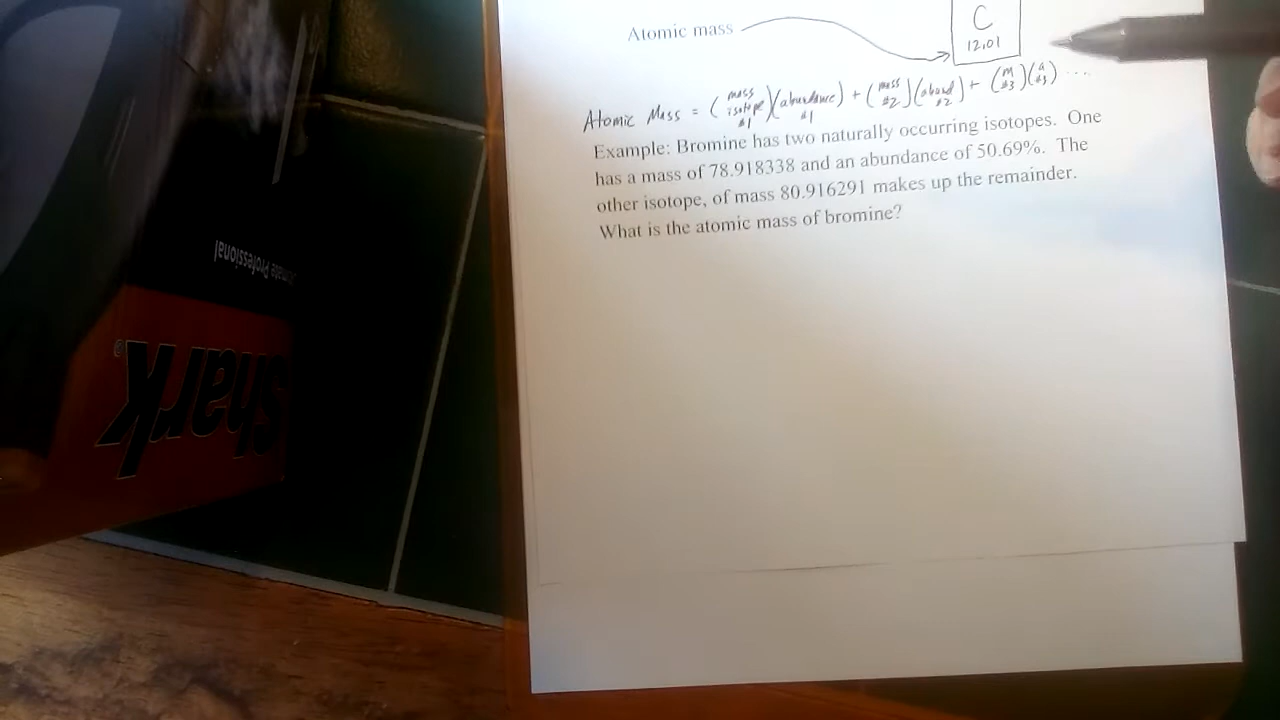 Atomic mass
C
12.01
Atomic Mass = (mass isotope #1)(abundance #1) + (mass #2)(abund #2) + (m #3)(a #3) ....
Example: Bromine has two naturally occurring isotopes. One
has a mass of 78.918338 and an abundance of 50.69%. The
other isotope, of mass 80.916291 makes up the remainder.
What is the atomic mass of bromine?
Professional
Shark®